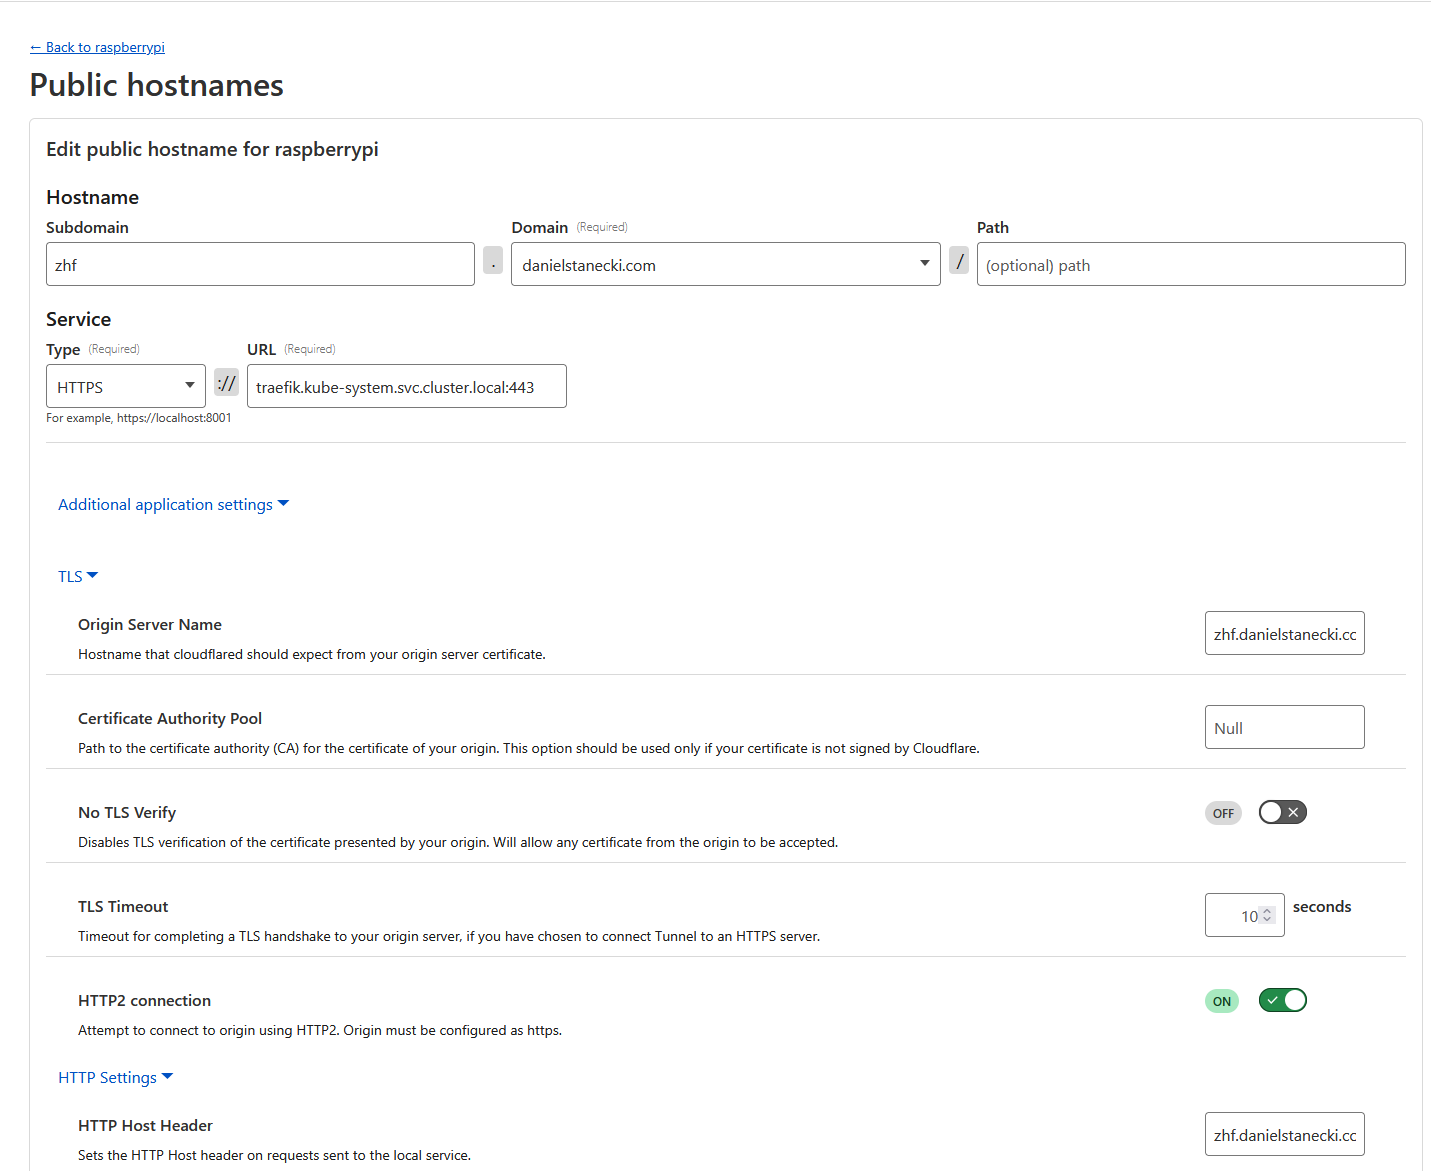 ← Back to raspberrypi
Public hostnames
Edit public hostname for raspberrypi
Hostname
Subdomain
Domain (Required)
Path
zhf
.
danielstanecki.com
/
(optional) path
Service
Type (Required)
URL (Required)
HTTPS
://
traefik.kube-system.svc.cluster.local:443
For example, https://localhost:8001
Additional application settings
TLS
Origin Server Name
Hostname that cloudflared should expect from your origin server certificate.
zhf.danielstanecki.cc
Certificate Authority Pool
Path to the certificate authority (CA) for the certificate of your origin. This option should be used only if your certificate is not signed by Cloudflare.
Null
No TLS Verify
Disables TLS verification of the certificate presented by your origin. Will allow any certificate from the origin to be accepted.
OFF
TLS Timeout
Timeout for completing a TLS handshake to your origin server, if you have chosen to connect Tunnel to an HTTPS server.
10
seconds
HTTP2 connection
Attempt to connect to origin using HTTP2. Origin must be configured as https.
ON
HTTP Settings
HTTP Host Header
Sets the HTTP Host header on requests sent to the local service.
zhf.danielstanecki.cc